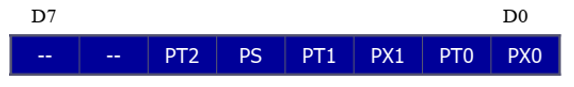 D7 D0
-- -- PT2 PS PT1 PX1 PT0 PX0